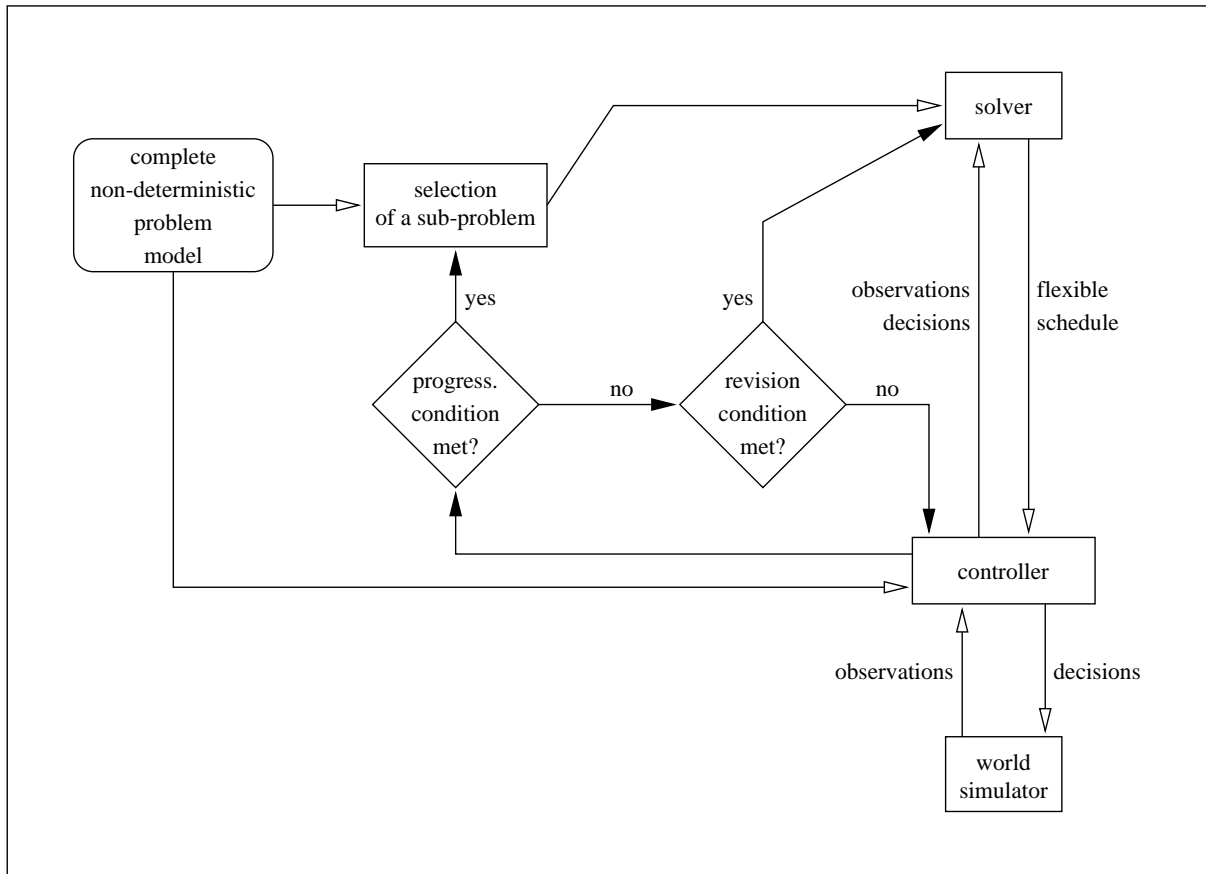 solver
complete
non-deterministic
problem
model
selection
of a sub-problem
yes
yes
observations
decisions
flexible
schedule
progress.
condition
met?
no
revision
condition
met?
no
controller
observations
decisions
world
simulator